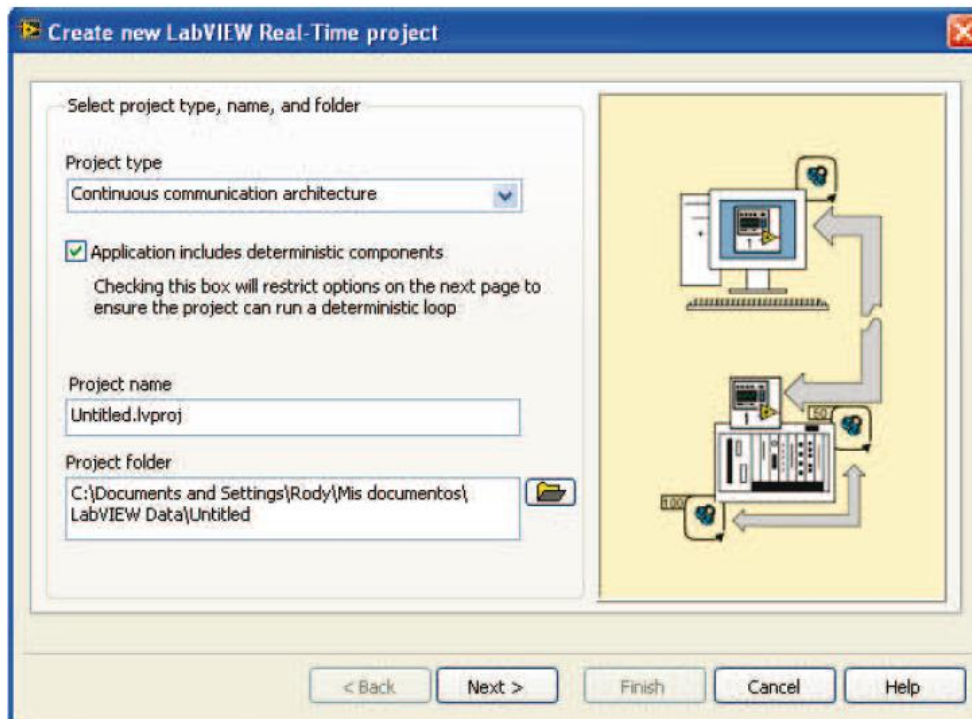 Create new LabVIEW Real-Time project
Select project type, name, and folder
Project type
Continuous communication architecture
Application includes deterministic components
Checking this box will restrict options on the next page to
ensure the project can run a deterministic loop
Project name
Untitled.lvproj
Project folder
C:\Documents and Settings\Rody\Mis documentos\
LabVIEW Data\Untitled
1
1
50
100
< Back
Next >
Finish
Cancel
Help